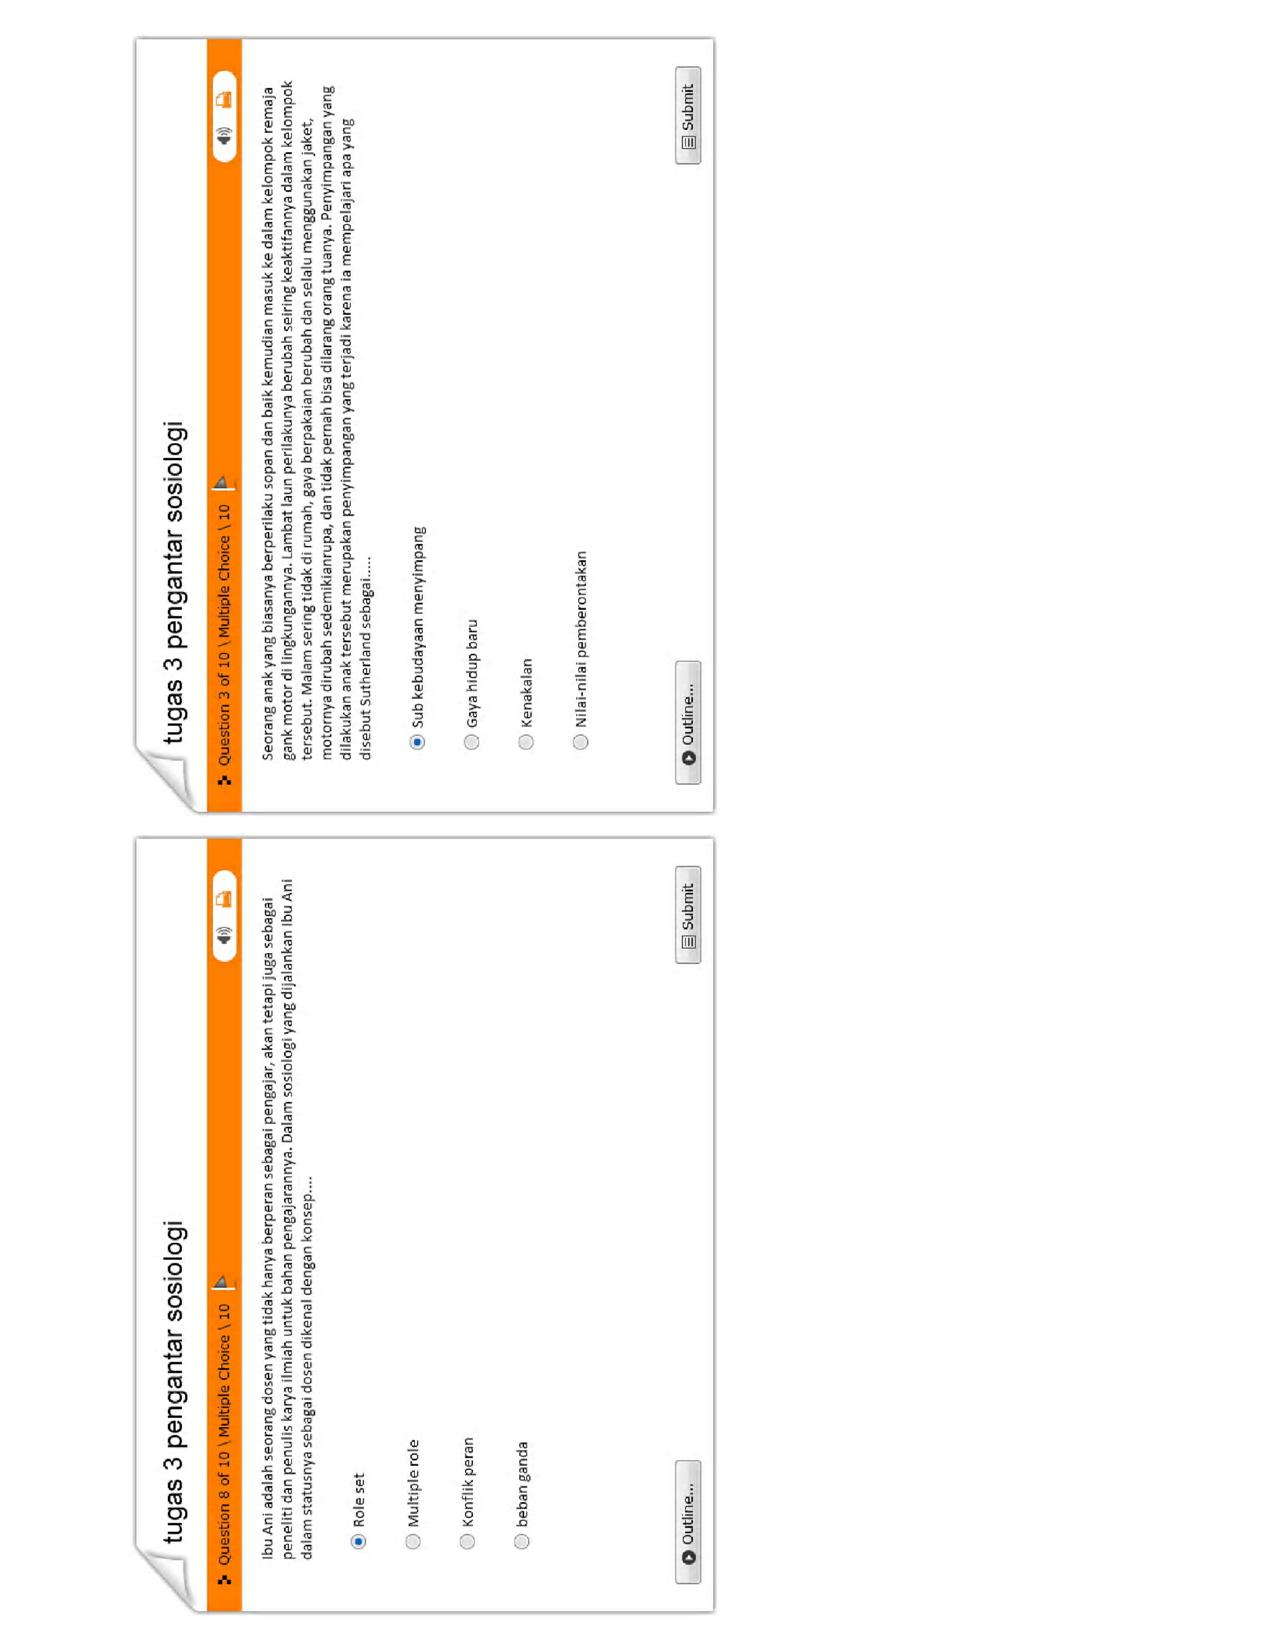 tugas 3 pengantar sosiologi
Question 8 of 10 \ Multiple Choice \ 10
Ibu Ani adalah seorang dosen yang tidak hanya berperan sebagai pengajar, akan tetapi juga sebagai
peneliti dan penulis karya ilmiah untuk bahan pengajarannya. Dalam sosiologi yang dijalankan Ibu Ani
dalam statusnya sebagai dosen dikenal dengan konsep....
Role set
Multiple role
Konflik peran
beban ganda
Outline...
Submit
tugas 3 pengantar sosiologi
Question 3 of 10 \ Multiple Choice \ 10
Seorang anak yang biasanya berperilaku sopan dan baik kemudian masuk ke dalam kelompok remaja
gank motor di lingkungannya. Lambat laun perilakunya berubah seiring keaktifannya dalam kelompok
tersebut. Malam sering tidak di rumah, gaya berpakaian berubah dan selalu menggunakan jaket,
motornya dirubah sedemikianrupa, dan tidak pernah bisa dilarang orang tuanya. Penyimpangan yang
dilakukan anak tersebut merupakan penyimpangan yang terjadi karena ia mempelajari apa yang
disebut Sutherland sebagai.....
Sub kebudayaan menyimpang
Gaya hidup baru
Kenakalan
Nilai-nilai pemberontakan
Outline...
Submit